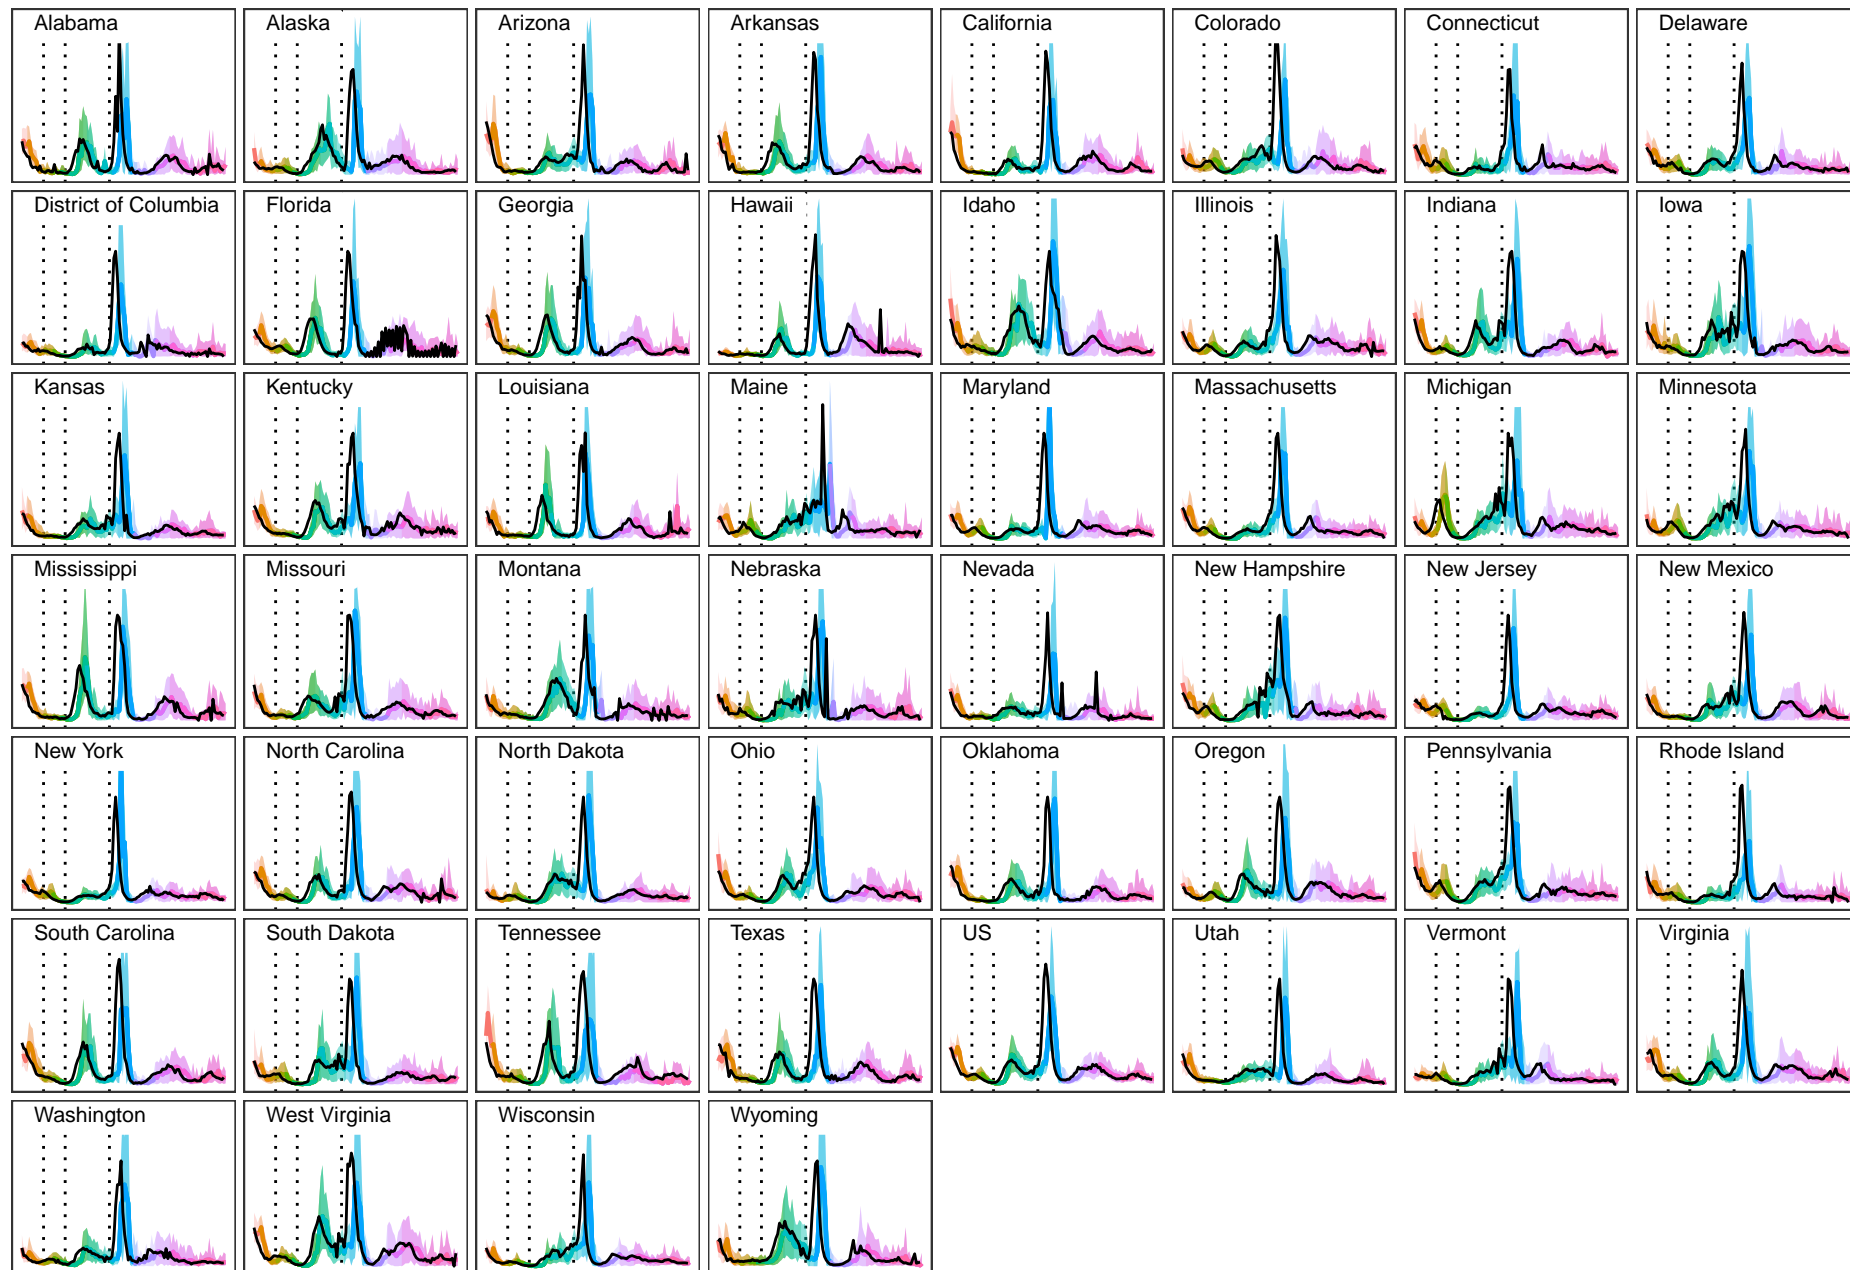 Alabama
Alaska
Arizona
Arkansas
California
Colorado
Connecticut
Delaware
District of Columbia
Florida
Georgia
Hawaii
Idaho
Illinois
Indiana
Iowa
Kansas
Kentucky
Louisiana
Maine
Maryland
Massachusetts
Michigan
Minnesota
Mississippi
Missouri
Montana
Nebraska
Nevada
New Hampshire
New Jersey
New Mexico
New York
North Carolina
North Dakota
Ohio
Oklahoma
Oregon
Pennsylvania
Rhode Island
South Carolina
South Dakota
Tennessee
Texas
US
Utah
Vermont
Virginia
Washington
West Virginia
Wisconsin
Wyoming